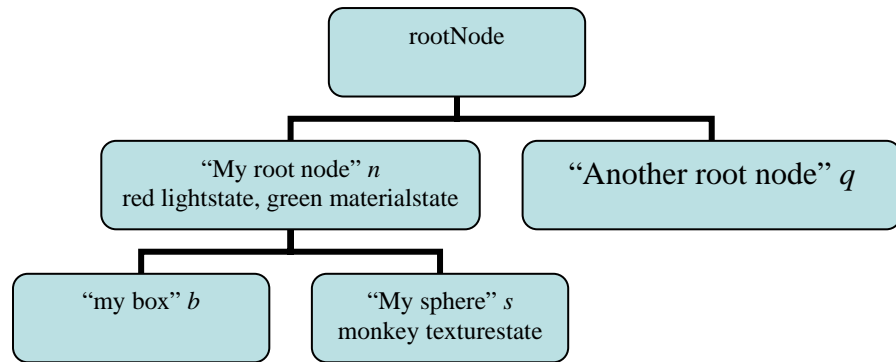 rootNode
“My root node” n
red lightstate, green materialstate
“Another root node” q
“my box” b
“My sphere” s
monkey texturestate